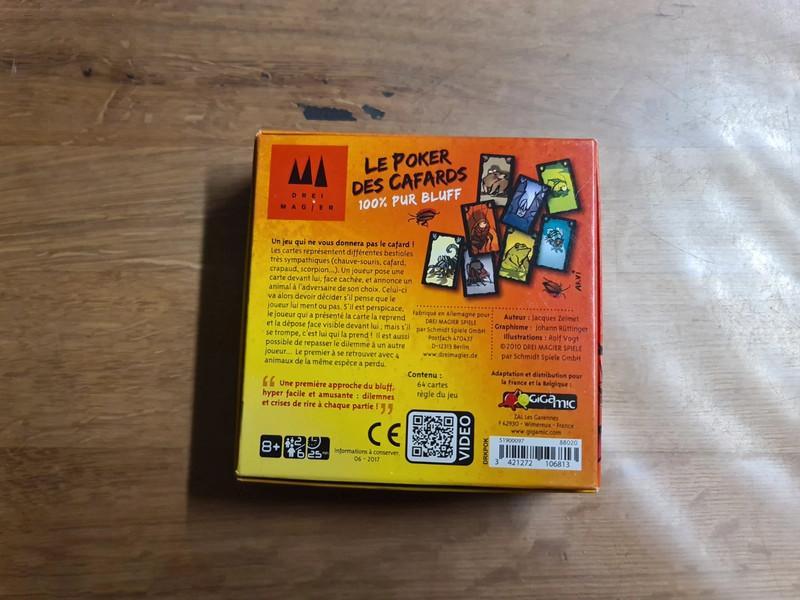 DREI
MAGIER
LE POKER
DES CAFARDS
100% PUR BLUFF
Un jeu qui ne vous donnera pas le cafard !
Les cartes représentent différentes bestioles
très sympathiques (chauve-souris, cafard,
crapaud, scorpion...). Un joueur pose une
carte devant lui, face cachée, et annonce un
animal à l'adversaire de son choix. Celui-ci
va alors devoir décider s'il pense que le
joueur lui ment ou pas. S'il est perspicace,
le joueur qui a présenté la carte la reprend
et la dépose face visible devant lui ; mais s'il
se trompe, c'est lui qui la prend ! Il est aussi
possible de repasser le dilemme à un autre
joueur... Le premier à se retrouver avec 4
animaux de la même espèce a perdu.
“ Une première approche du bluff,
hyper facile et amusante : dilemnes
et crises de rire à chaque partie ! ”
8+
2/6
25 min
CE
Informations à conserver.
06 - 2017
Fabriqué en Allemagne pour
DREI MAGIER SPIELE
par Schmidt Spiele GmbH
Postfach 470437
D-12313 Berlin
www.dreimagier.de
Contenu :
64 cartes
règle du jeu
VIDEO
Auteur : Jacques Zeimet
Graphisme : Johann Rüttinger
Illustrations : Rolf Vogt
©2010 DREI MAGIER SPIELE
par Schmidt Spiele GmbH
Adaptation et distribution pour
la France et la Belgique :
GIGAMIC
ZAL Les Garennes
F 62930 - Wimereux - France
www.gigamic.com
DRKPOK
51900097
88020
3 421272 106813